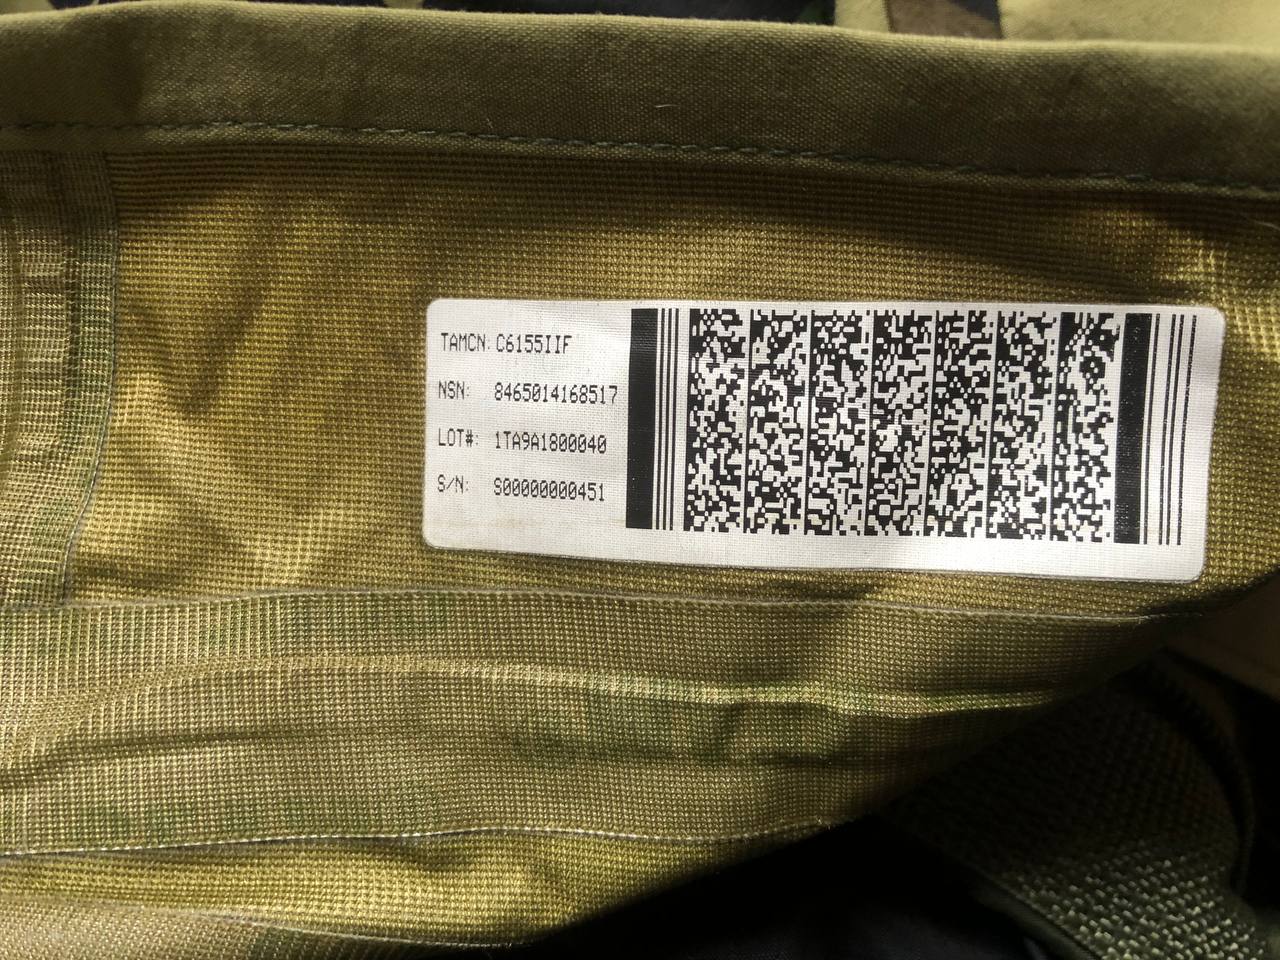 TAMCN: C6155IIF
NSN: 8465014168517
LOT#: 1TA9A1800040
S/N: S00000000451